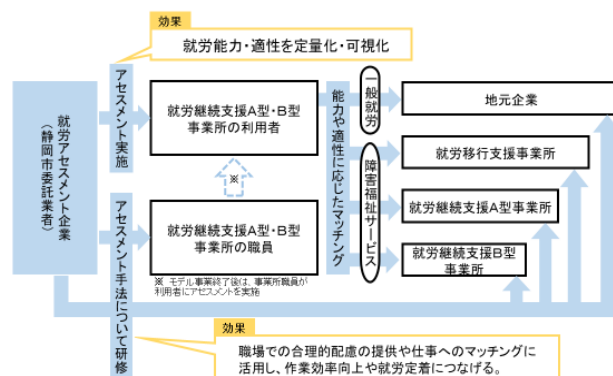 効果
就労能力・適性を定量化・可視化
就労アセスメント企業
（静岡市委託業者）
アセスメント実施
就労継続支援A型・B型
事業所の利用者
※
アセスメント手法について研修
就労継続支援A型・B型
事業所の職員
※ モデル事業終了後は、事業所職員が
利用者にアセスメントを実施
能力や適性に応じたマッチング
一般就労
障害福祉サービス
地元企業
就労移行支援事業所
就労継続支援A型事業所
就労継続支援B型
事業所
効果
職場での合理的配慮の提供や仕事へのマッチングに
活用し、作業効率向上や就労定着につなげる。